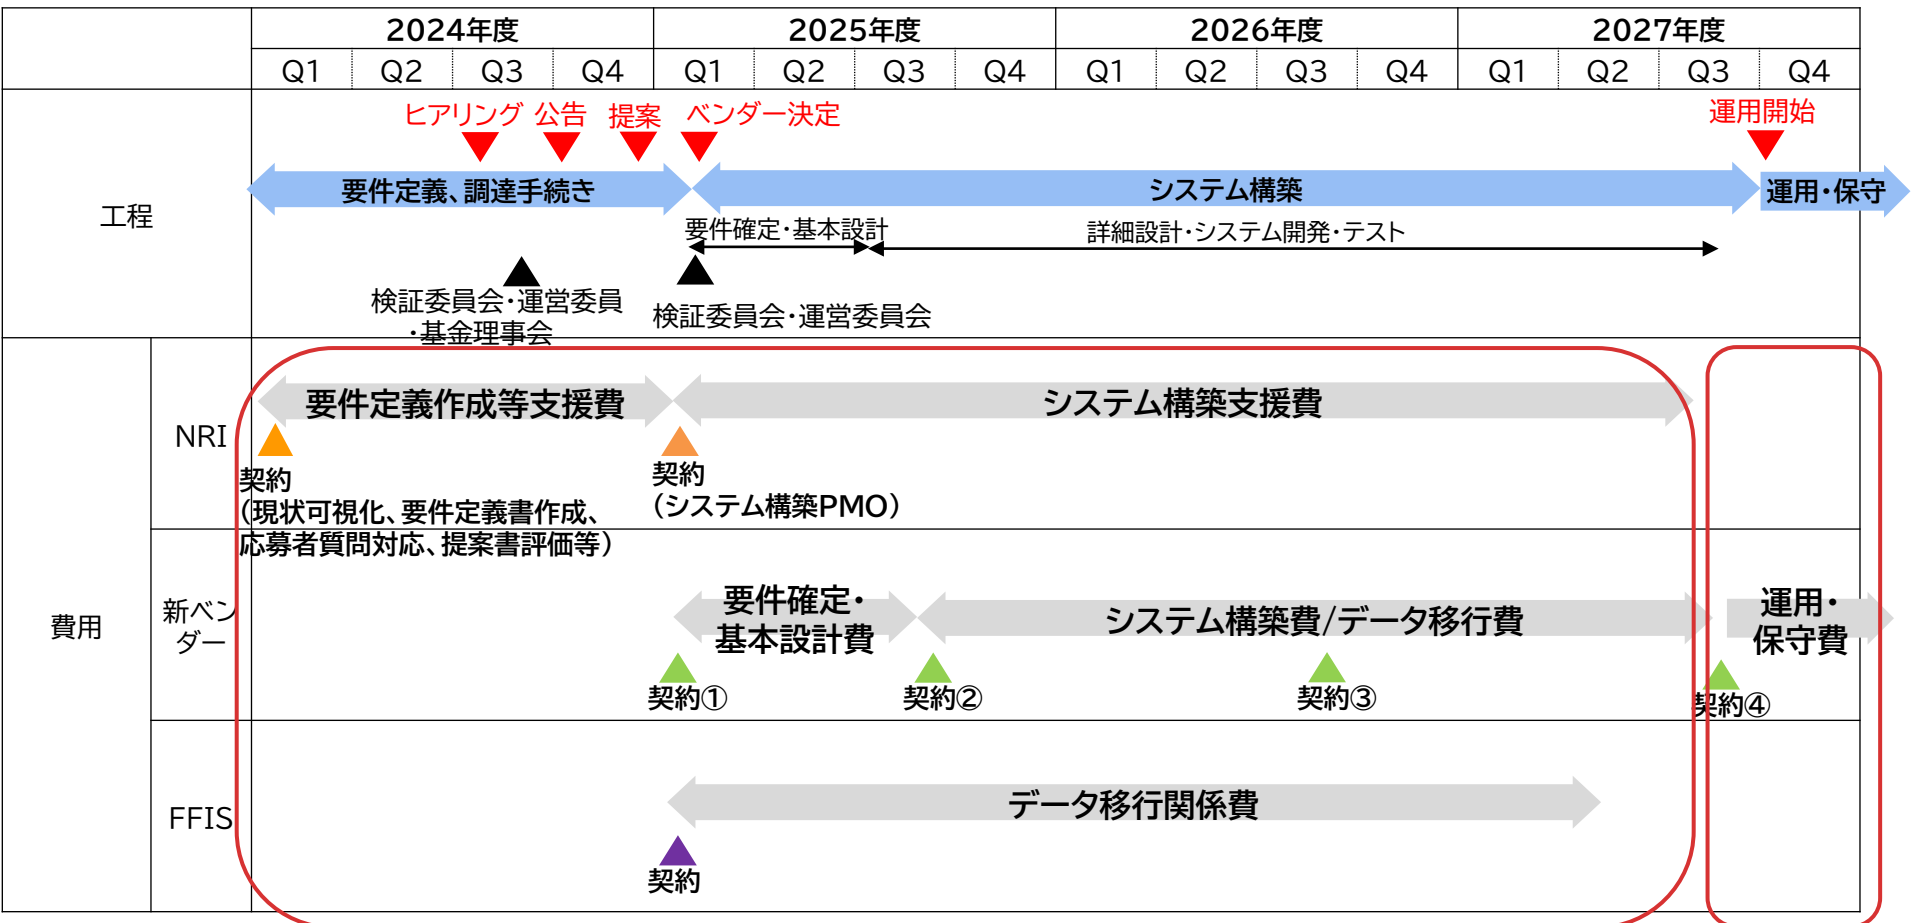 2024年度 2025年度 2026年度 2027年度
Q1 Q2 Q3 Q4 Q1 Q2 Q3 Q4 Q1 Q2 Q3 Q4 Q1 Q2 Q3 Q4
ヒアリング 公告 提案 ベンダー決定 運用開始
工程
要件定義、調達手続き システム構築 運用・保守
要件確定・基本設計 詳細設計・システム開発・テスト
検証委員会・運営委員
・基金理事会
検証委員会・運営委員会
費用
NRI
要件定義作成等支援費 システム構築支援費
契約
(現状可視化、要件定義書作成、
応募者質問対応、提案書評価等)
契約
(システム構築PMO)
新ベン
ダー
要件確定・
基本設計費
システム構築費/データ移行費
運用・
保守費
契約① 契約② 契約③ 契約④
FFIS
データ移行関係費
契約